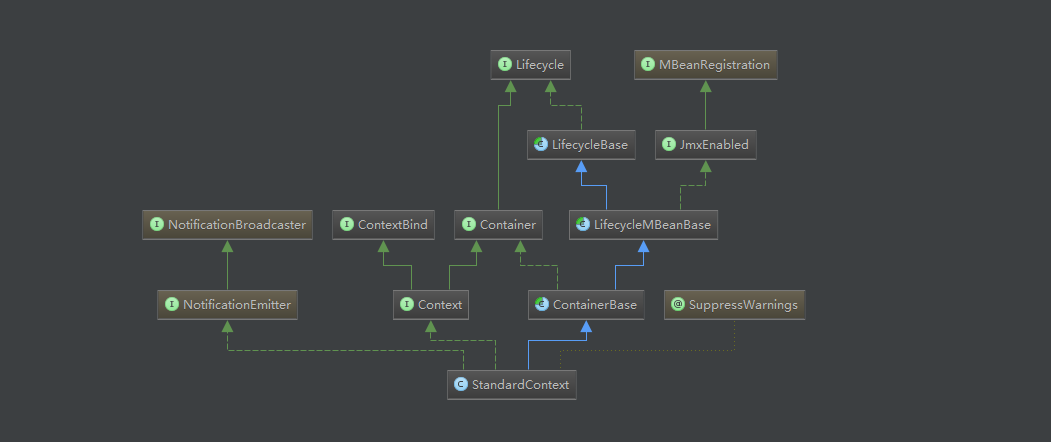 Lifecycle
MBeanRegistration
LifecycleBase
JmxEnabled
NotificationBroadcaster
ContextBind
Container
LifecycleMBeanBase
NotificationEmitter
Context
ContainerBase
SuppressWarnings
StandardContext